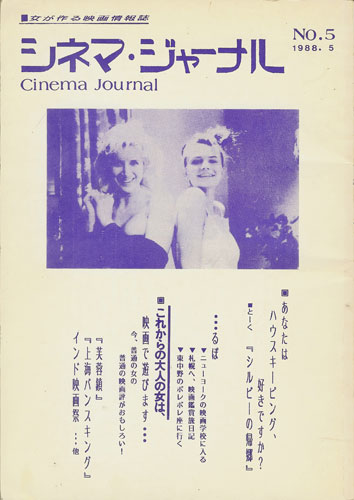 ■女が作る映画情報誌
シネマ・ジャーナル
Cinema Journal
No.5
1988.5
■あなたは
ハウスキーピング、
好きですか?
■とーく、『シルビーの帰郷』
…るぽ
▼ニューヨークの映画学校に入る
▼札幌へ、映画鑑賞旅日記
▼東中野のポレポレ座に行く
■これからの大人の女は、
映画で遊びます…
今、普通の女の
普通の映画評がおもしろい!
『芙蓉鎮』
『上海バンスキング』
インド映画祭…他